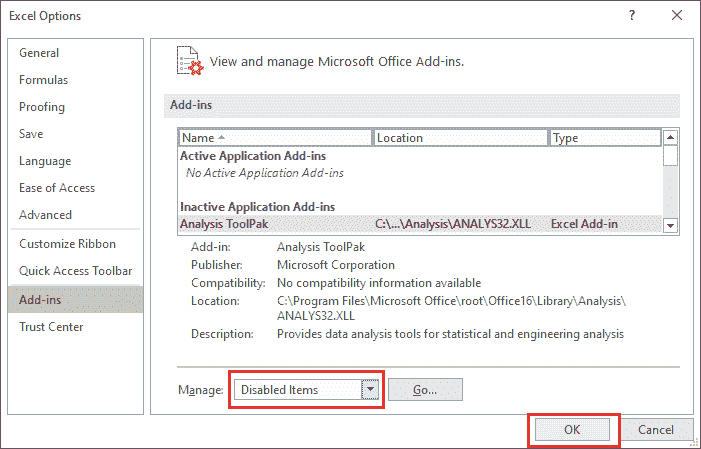 Excel Options
?
General
Formulas
Proofing
Save
Language
Ease of Access
Advanced
Customize Ribbon
Quick Access Toolbar
Add-ins
Trust Center
View and manage Microsoft Office Add-ins.
Add-ins
Name Location Type
Active Application Add-ins
No Active Application Add-ins
Inactive Application Add-ins
Analysis ToolPak C:\...\Analysis\ANALYS32.XLL Excel Add-in
Add-in: Analysis ToolPak
Publisher: Microsoft Corporation
Compatibility: No compatibility information available
Location: C:\Program Files\Microsoft Office\root\Office16\Library\Analysis\
ANALYS32.XLL
Description: Provides data analysis tools for statistical and engineering analysis
Manage: Disabled Items Go...
OK Cancel